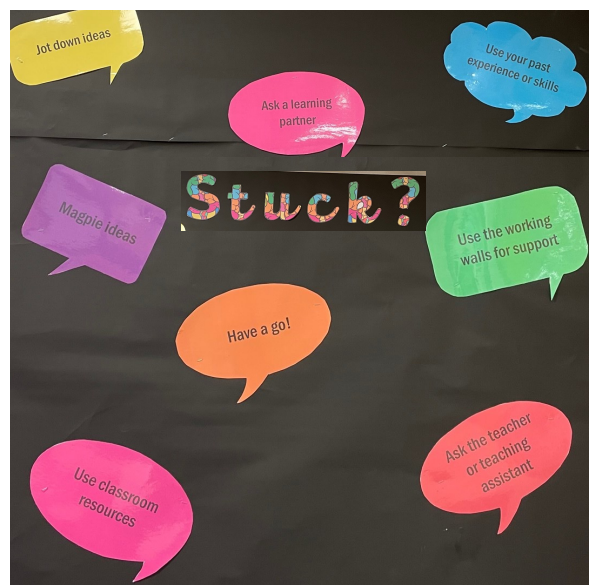 Jot down ideas
Use your past
experience or skills
Ask a learning
partner
Stuck?
Magpie ideas
Use the working
walls for support
Have a go!
Ask the teacher
or teaching
assistant
Use classroom
resources